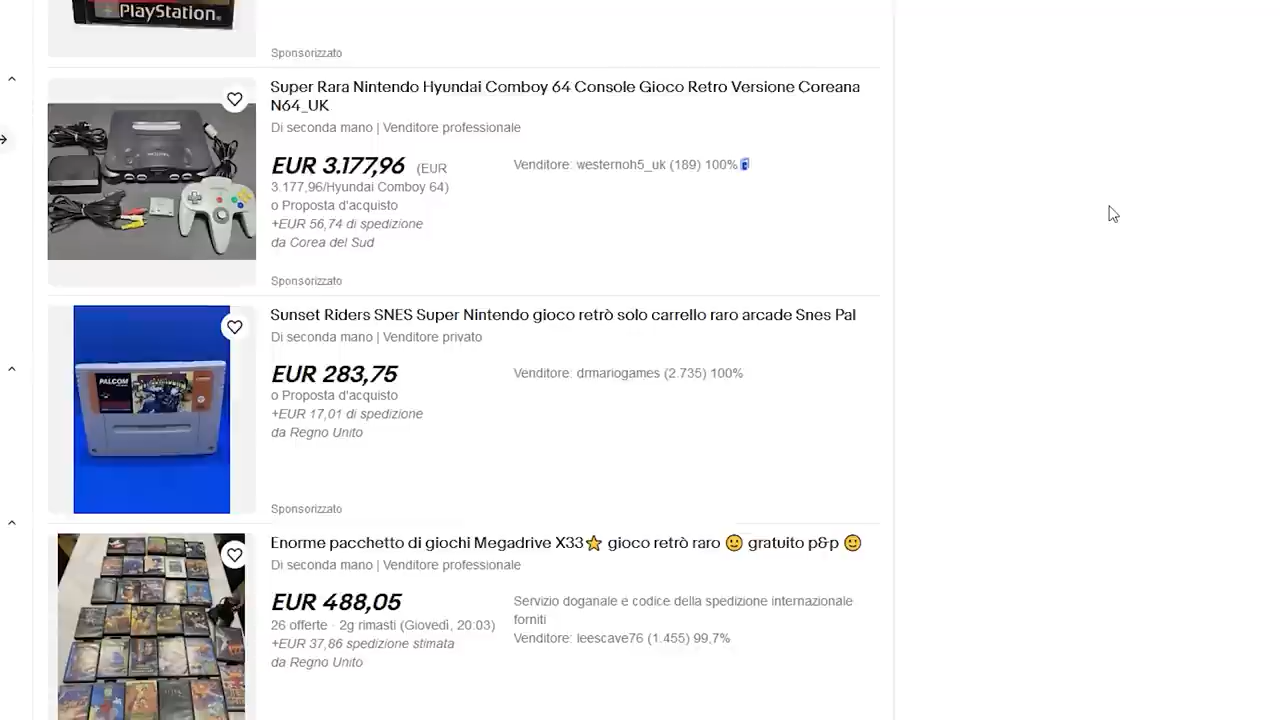 PlayStation
Sponsorizzato
Super Rara Nintendo Hyundai Comboy 64 Console Gioco Retro Versione Coreana
N64_UK
Di seconda mano | Venditore professionale
EUR 3.177,96 (EUR
3.177,96/Hyundai Comboy 64)
o Proposta d'acquisto
+EUR 56,74 di spedizione
da Corea del Sud
Venditore: westernoh5_uk (189) 100%
Sponsorizzato
Sunset Riders SNES Super Nintendo gioco retrò solo carrello raro arcade Snes Pal
Di seconda mano | Venditore privato
EUR 283,75
o Proposta d'acquisto
+EUR 17,01 di spedizione
da Regno Unito
Venditore: drmariogames (2.735) 100%
PALCOM
Sponsorizzato
Enorme pacchetto di giochi Megadrive X33⭐ gioco retrò raro 🙂 gratuito p&p 🙂
Di seconda mano | Venditore professionale
EUR 488,05
26 offerte · 2g rimasti (Giovedì, 20:03)
+EUR 37,86 spedizione stimata
da Regno Unito
Servizio doganale e codice della spedizione internazionale
forniti
Venditore: leescave76 (1.455) 99,7%